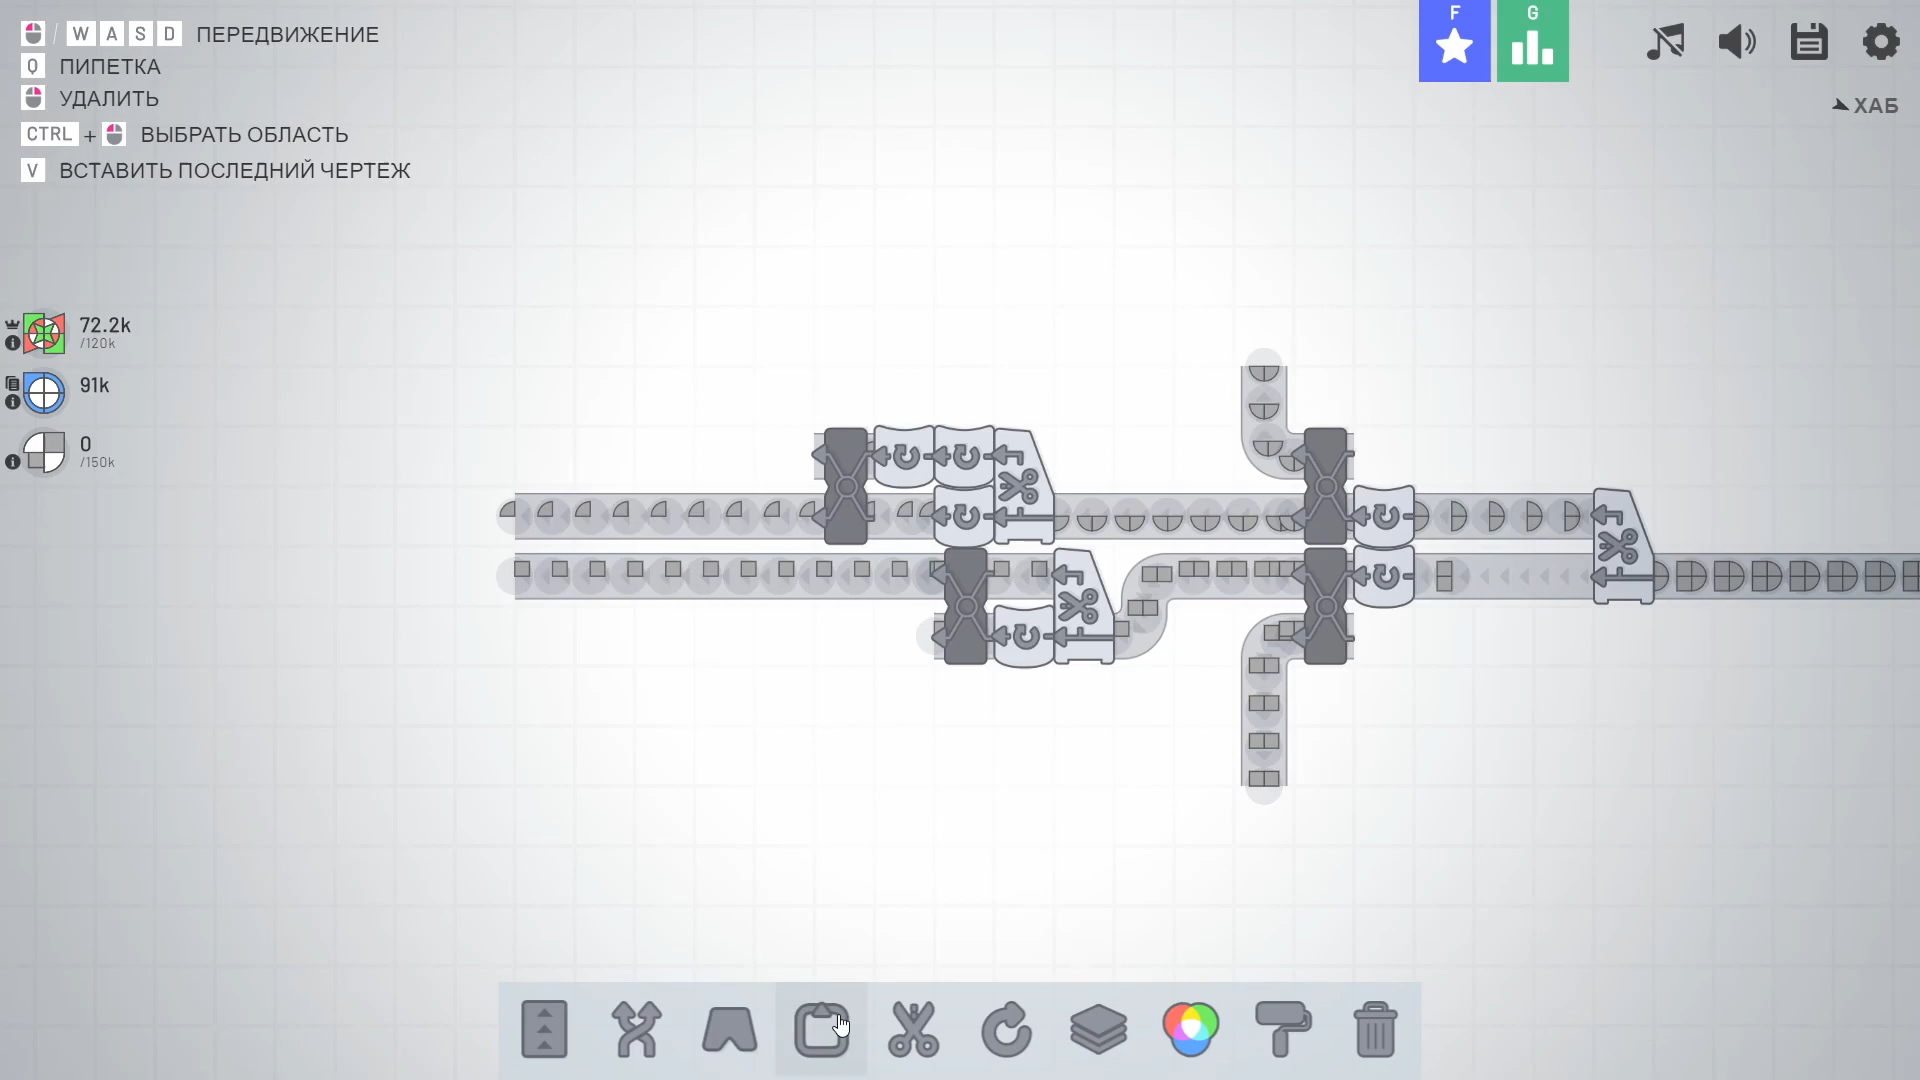 / W A S D ПЕРЕДВИЖЕНИЕ
Q ПИПЕТКА
УДАЛИТЬ
CTRL + ВЫБРАТЬ ОБЛАСТЬ
V ВСТАВИТЬ ПОСЛЕДНИЙ ЧЕРТЕЖ
F G
ХАБ
72.2k
/120k
91k
0
/150k